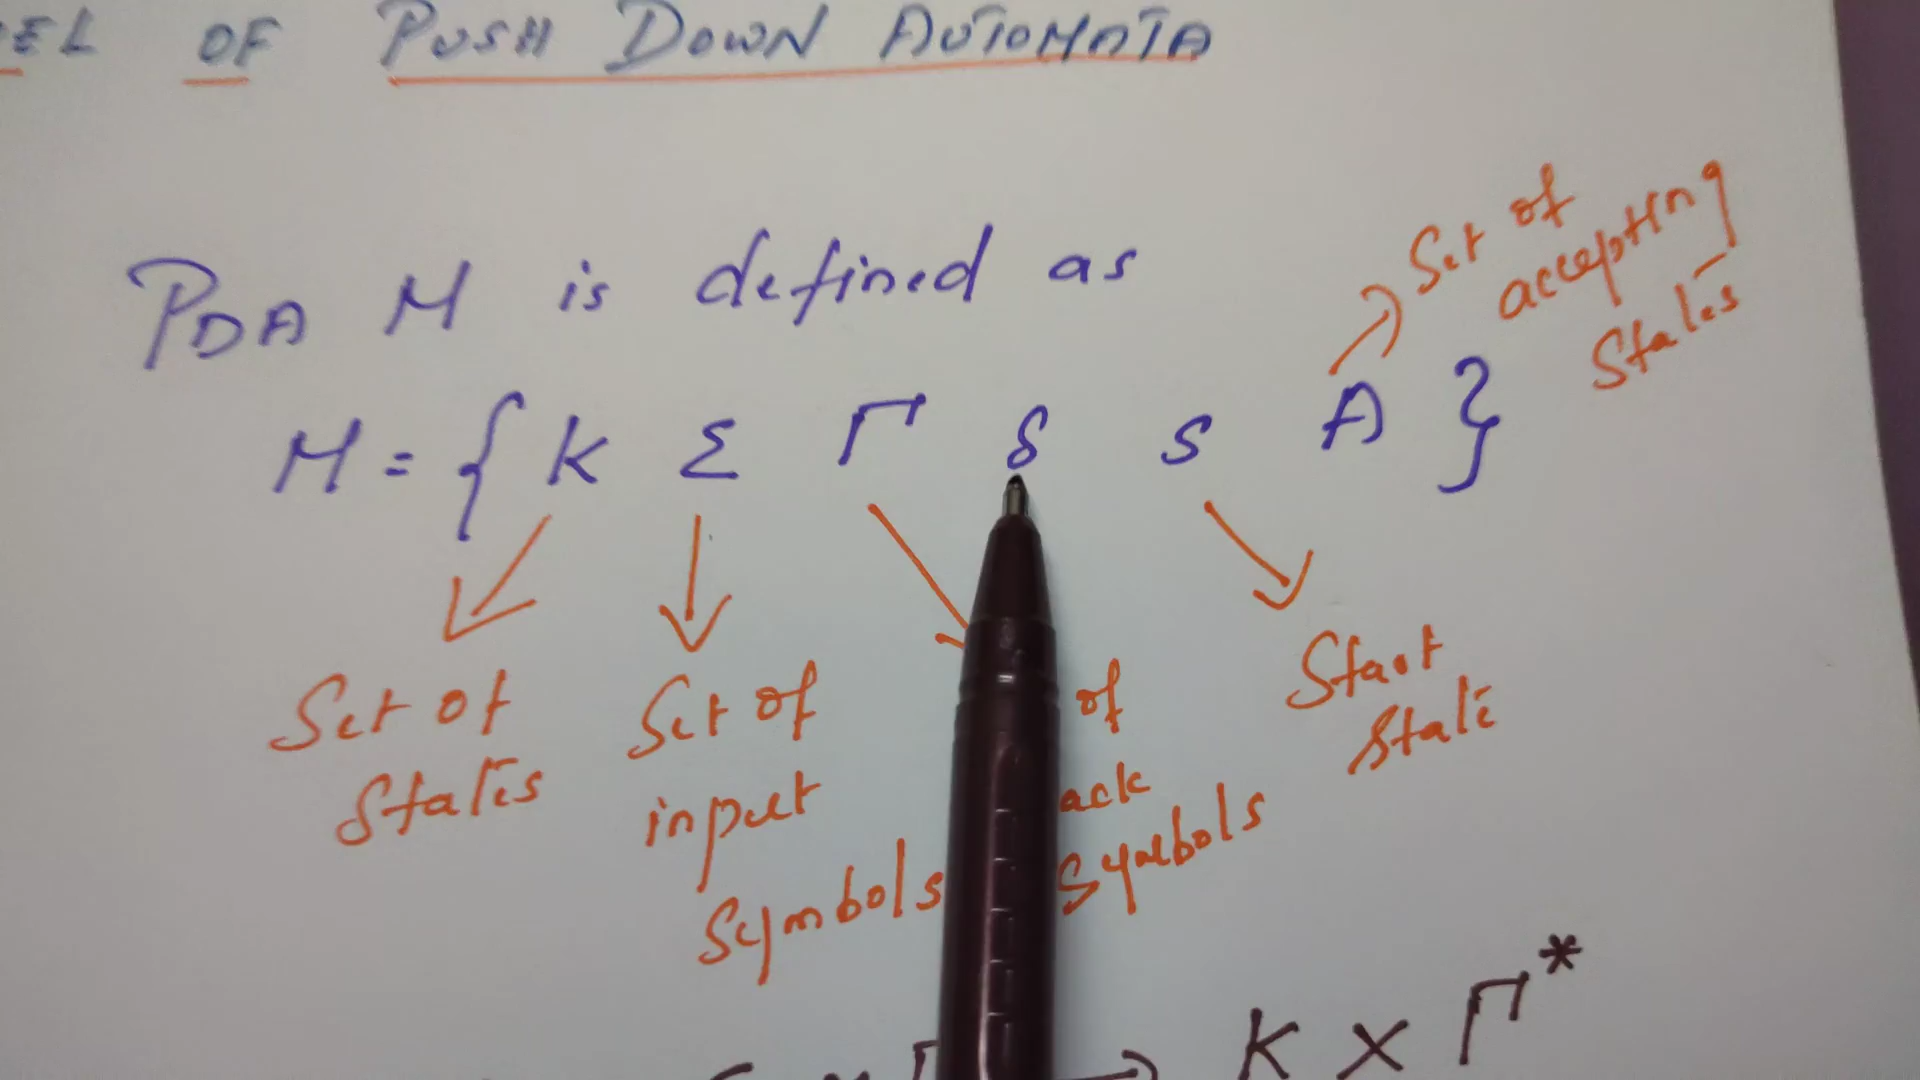 OF PUSH DOWN AUTOMATA
PDA M is defined as
Set of
accepting
States
M = { K Σ Γ δ S A }
Set of
States
Set of
input
Symbols
of
ack
Symbols
Start
State
K × Γ*